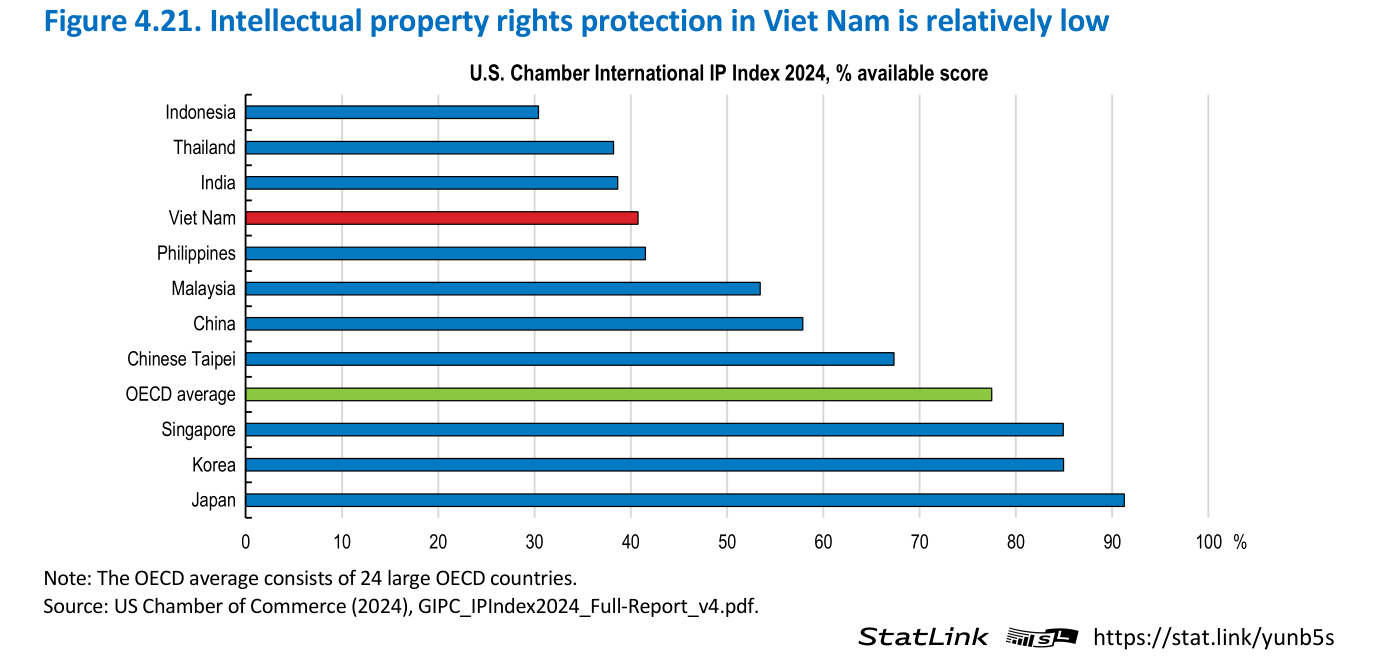 Figure 4.21. Intellectual property rights protection in Viet Nam is relatively low
U.S. Chamber International IP Index 2024, % available score
Indonesia
Thailand
India
Viet Nam
Philippines
Malaysia
China
Chinese Taipei
OECD average
Singapore
Korea
Japan
0 10 20 30 40 50 60 70 80 90 100 %
Note: The OECD average consists of 24 large OECD countries.
Source: US Chamber of Commerce (2024), GIPC_IPIndex2024_Full-Report_v4.pdf.
StatLink SL https://stat.link/yunb5s